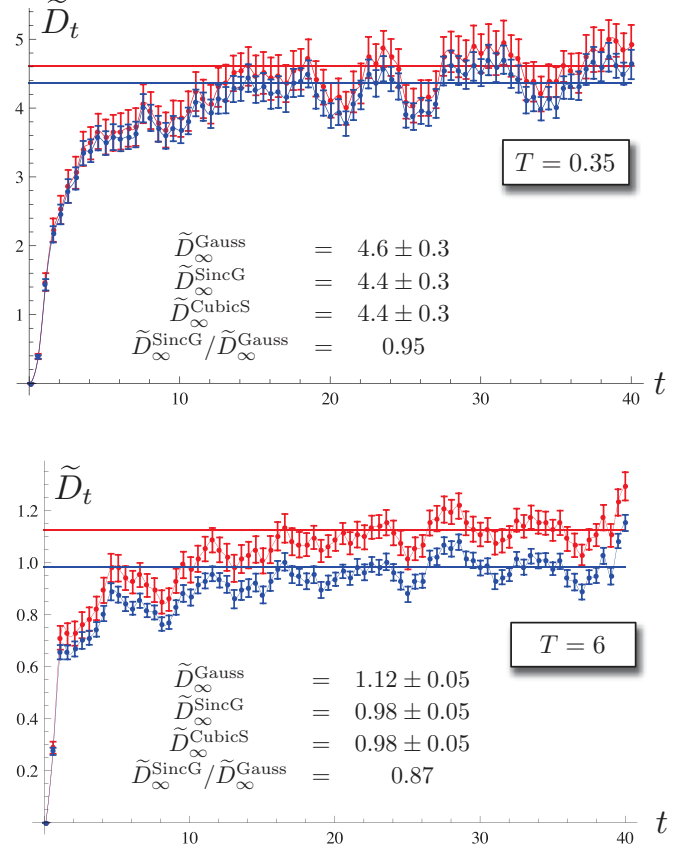 D̃_t
5
4
3
2
1
T = 0.35
D̃_∞^Gauss = 4.6 ± 0.3
D̃_∞^SincG = 4.4 ± 0.3
D̃_∞^CubicS = 4.4 ± 0.3
D̃_∞^SincG/D̃_∞^Gauss = 0.95
10 20 30 40 t
D̃_t
1.2
1.0
0.8
0.6
0.2
T = 6
D̃_∞^Gauss = 1.12 ± 0.05
D̃_∞^SincG = 0.98 ± 0.05
D̃_∞^CubicS = 0.98 ± 0.05
D̃_∞^SincG/D̃_∞^Gauss = 0.87
0.4
10 20 30 40 t